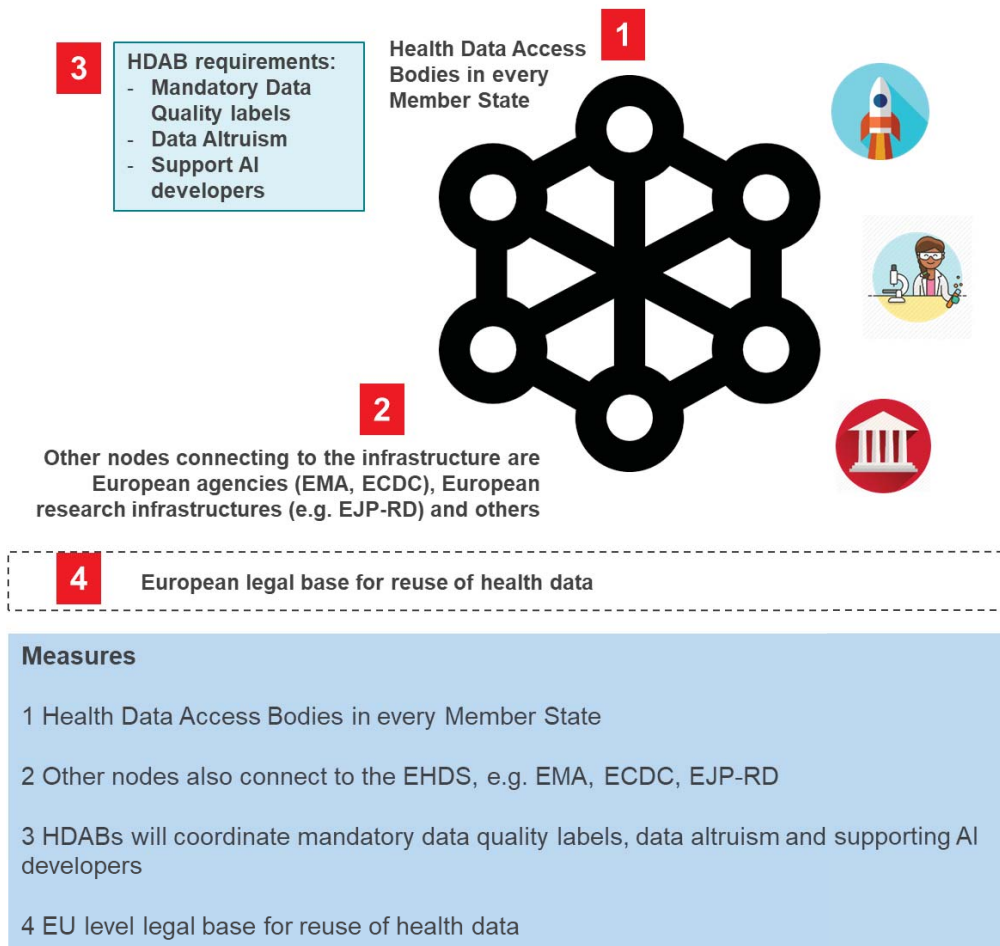 1
Health Data Access
Bodies in every
Member State
3
HDAB requirements:
- Mandatory Data
Quality labels
- Data Altruism
- Support AI
developers
2
Other nodes connecting to the infrastructure are
European agencies (EMA, ECDC), European
research infrastructures (e.g. EJP-RD) and others
4
European legal base for reuse of health data
Measures
1 Health Data Access Bodies in every Member State
2 Other nodes also connect to the EHDS, e.g. EMA, ECDC, EJP-RD
3 HDABs will coordinate mandatory data quality labels, data altruism and supporting AI
developers
4 EU level legal base for reuse of health data